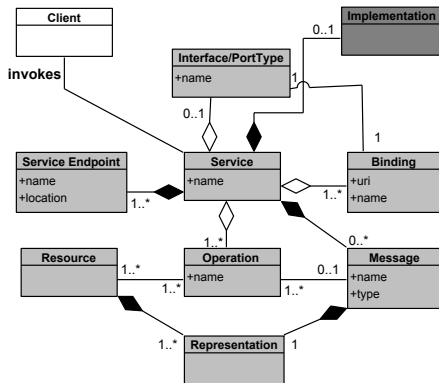 Client
Implementation
0..1
Interface/PortType
+name
1
invokes
0..1
1
Service Endpoint
+name
+location
1..*
Service
+name
Binding
+uri
+name
1..*
1..*
0..*
Resource
1..*
Operation
+name
1..*
0..1
Message
+name
+type
1..*
Representation
1